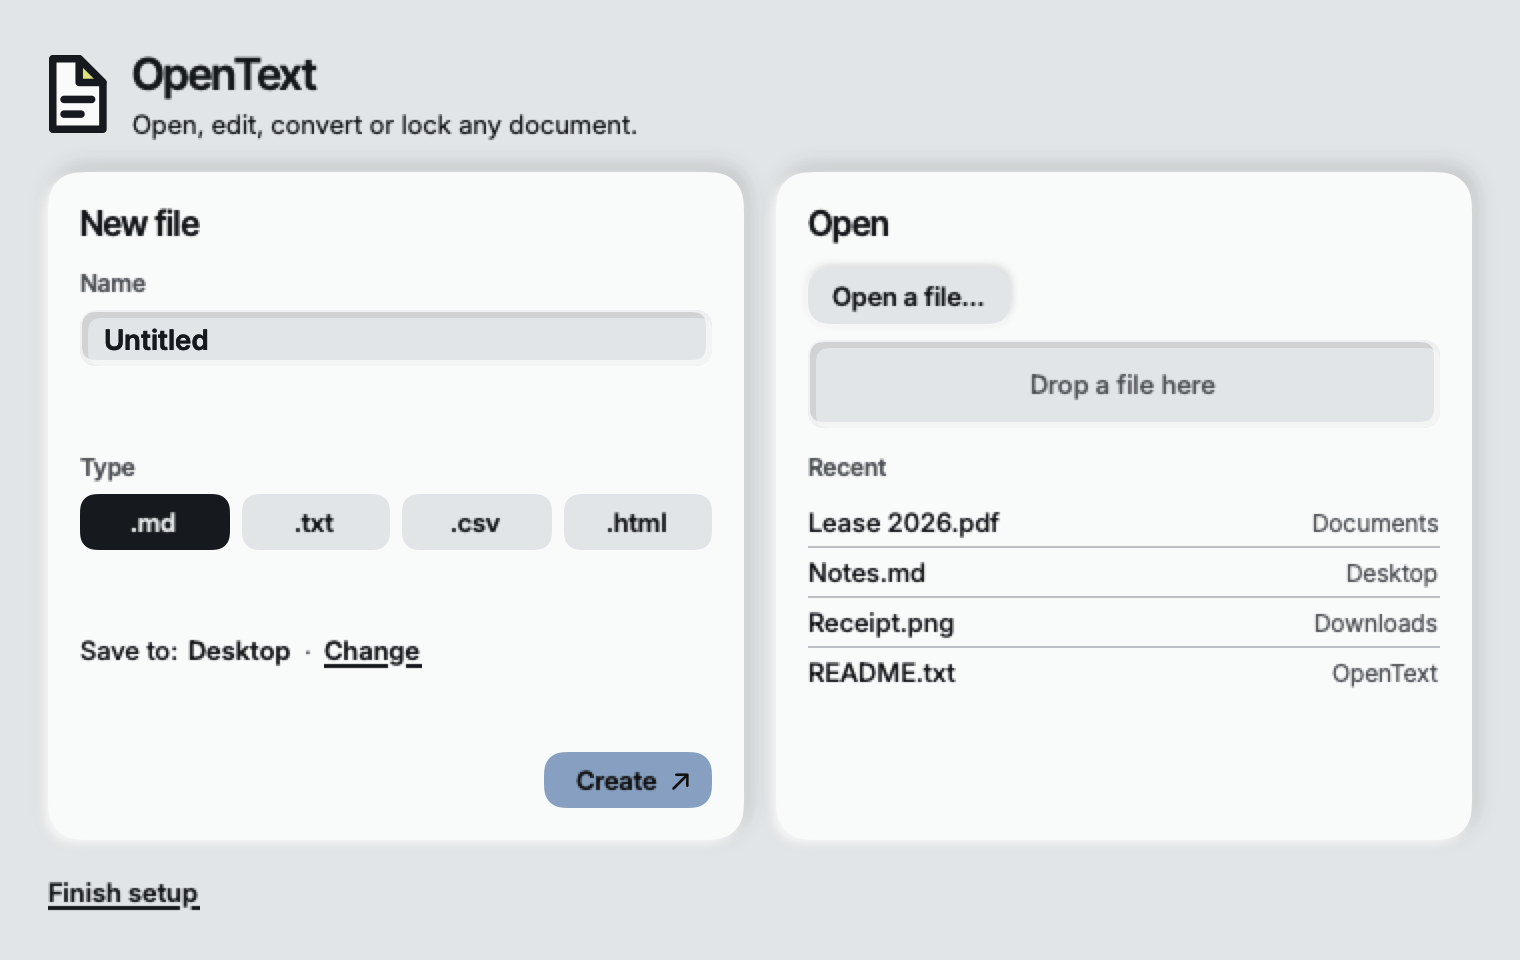 OpenText
Open, edit, convert or lock any document.
New file
Name
Untitled
Type
.md .txt .csv .html
Save to: Desktop · Change
Create
Open
Open a file...
Drop a file here
Recent
Lease 2026.pdf Documents
Notes.md Desktop
Receipt.png Downloads
README.txt OpenText
Finish setup